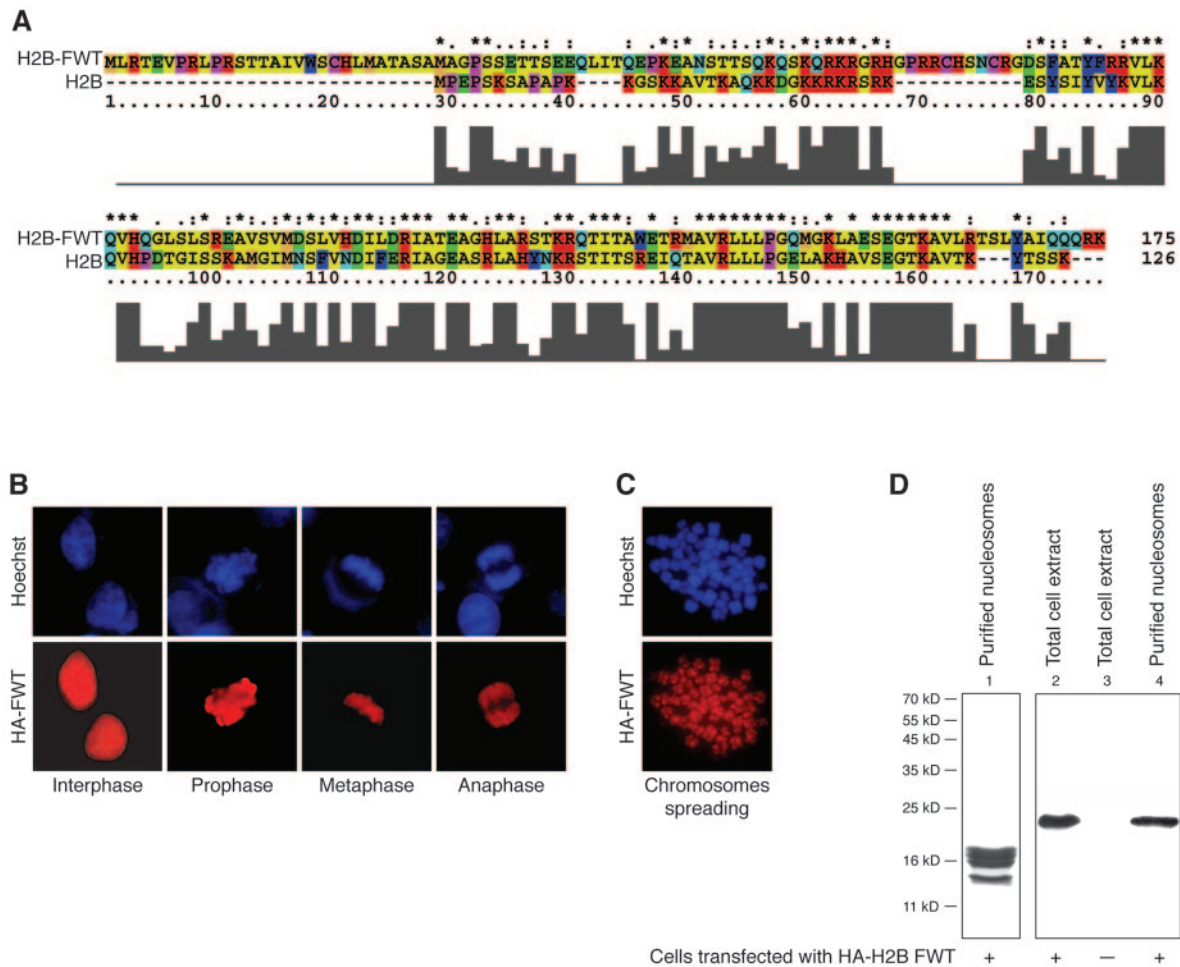 A
H2B-FWT MLRTEVPRLPRSTTAIVWSCHLMATASAMAGPSSETTSEEQLITQEPKEANSTTSQKQSKQRKRGRHGPRRCHSNCRGDSFATYFRRVLK
H2B ----------------------------MPEPSKSAPAPK----KGSKKAVTKAQKKDGKKRKRSRK-----------ESYSIYVYKVLK
1.......10........20........30........40........50........60........70........80........90
H2B-FWT QVHQGLSLSREAVSVMDSLVHDILDRIATEAGHLARSTKRQTITAWETRMAVRLLLPGQMGKLAESEGTKAVLRTSLYAIQQQRK 175
H2B QVHPDTGISSKAMGIMNSFVNDIFERIAGEASRLAHYNKRSTITSREIQTAVRLLLPGELAKHAVSEGTKAVTK---YTSSK---- 126
.......100.......110.......120.......130.......140.......150.......160.......170.....
B
Hoechst
HA-FWT
Interphase
Prophase
Metaphase
Anaphase
C
Hoechst
HA-FWT
Chromosomes
spreading
D
Purified nucleosomes
Total cell extract
Total cell extract
Purified nucleosomes
1 2 3 4
70 kD
55 kD
45 kD
35 kD
25 kD
16 kD
11 kD
Cells transfected with HA-H2B FWT + + — +